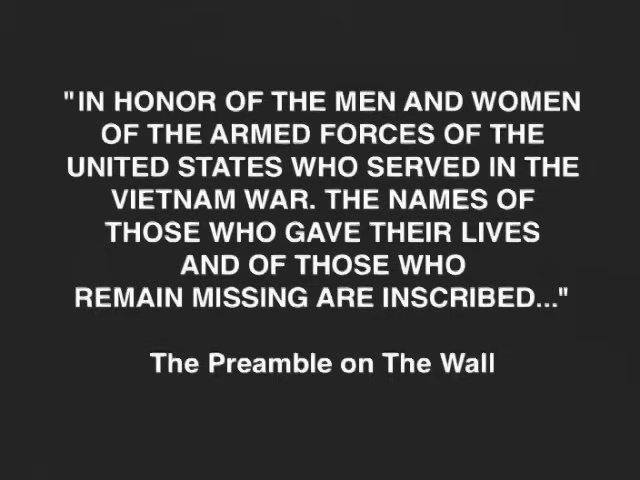 "IN HONOR OF THE MEN AND WOMEN
OF THE ARMED FORCES OF THE
UNITED STATES WHO SERVED IN THE
VIETNAM WAR. THE NAMES OF
THOSE WHO GAVE THEIR LIVES
AND OF THOSE WHO
REMAIN MISSING ARE INSCRIBED..."
The Preamble on The Wall